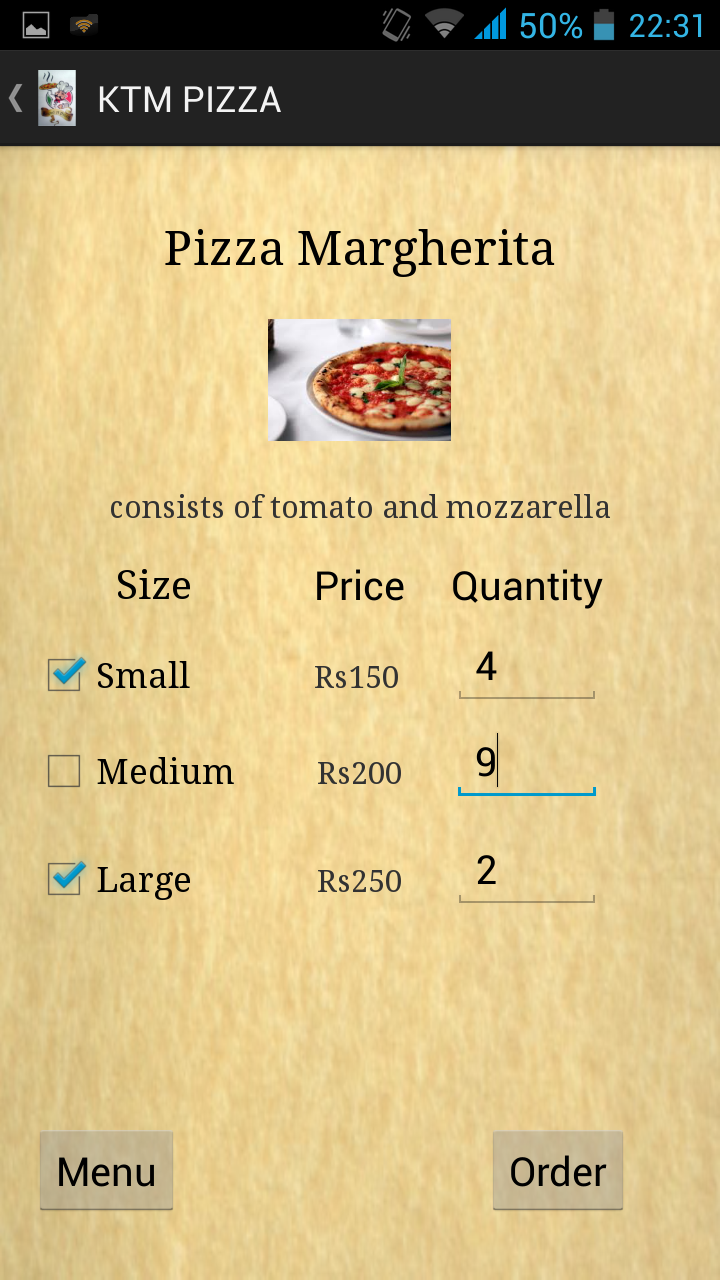 50% 22:31
KTM PIZZA
Pizza Margherita
consists of tomato and mozzarella
Size Price Quantity
Small Rs150 4
Medium Rs200 9
Large Rs250 2
Menu Order